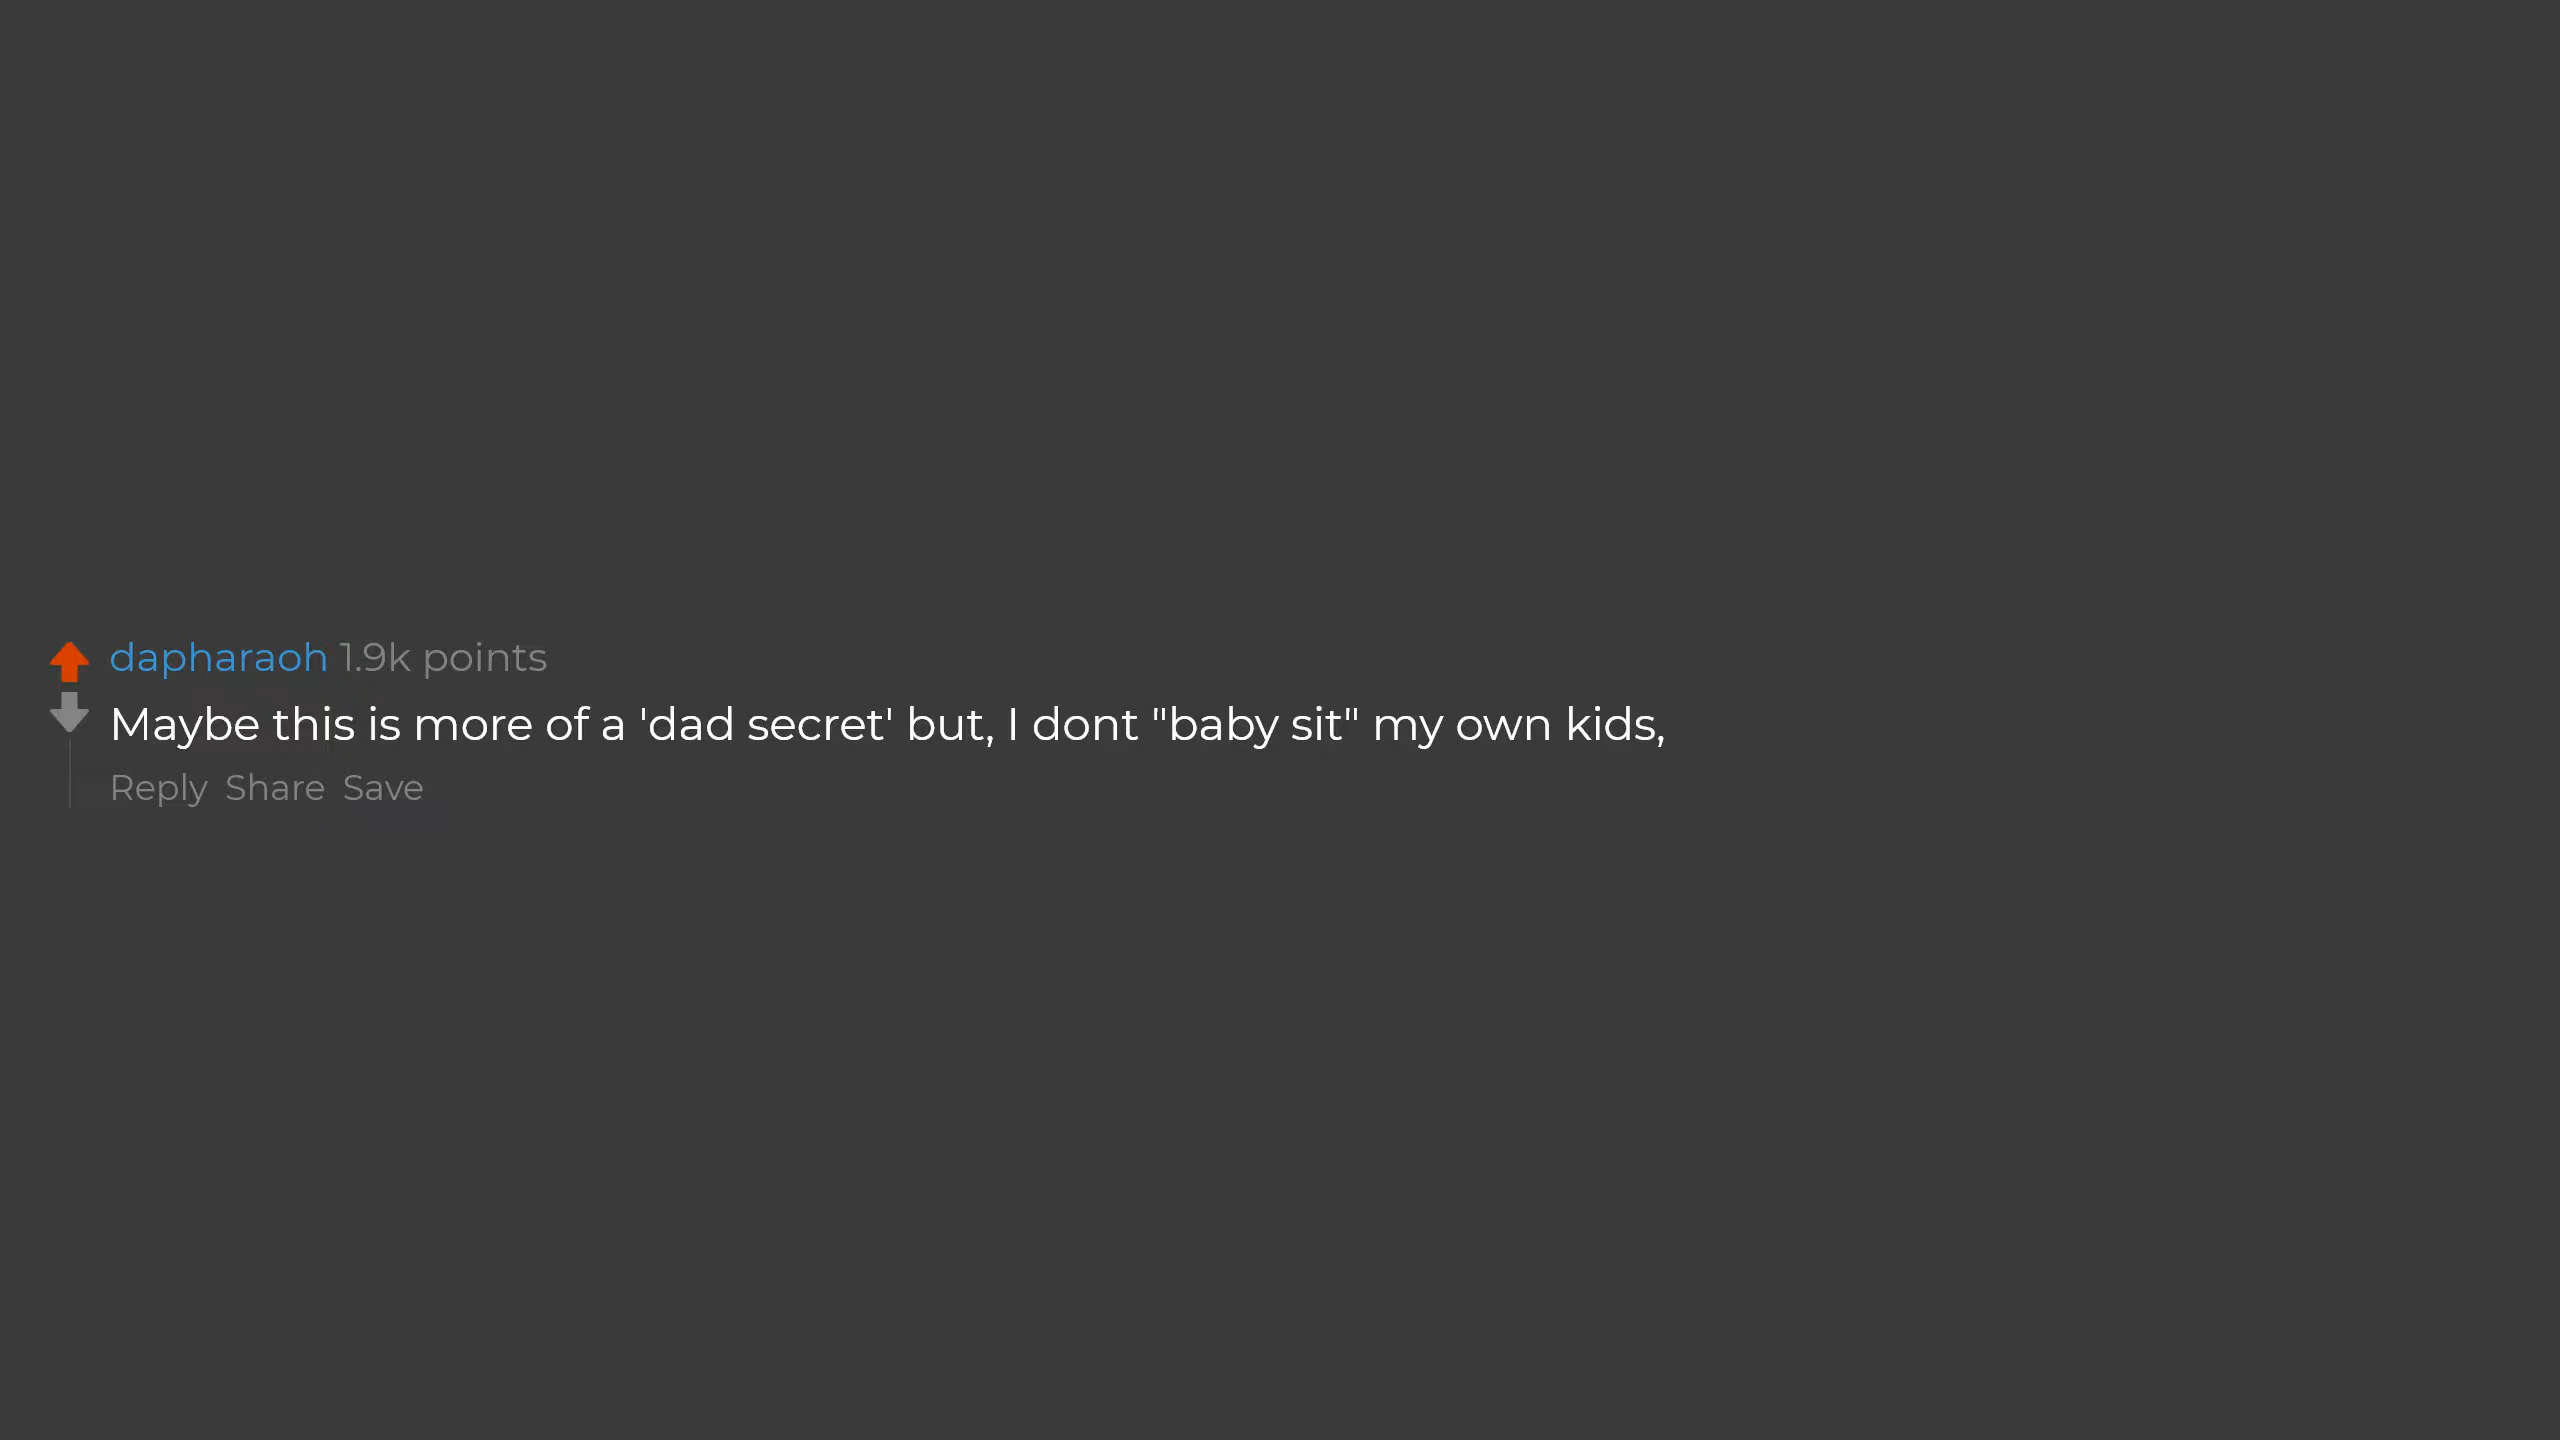 dapharaoh 1.9k points
Maybe this is more of a 'dad secret' but, I dont "baby sit" my own kids,
Reply Share Save